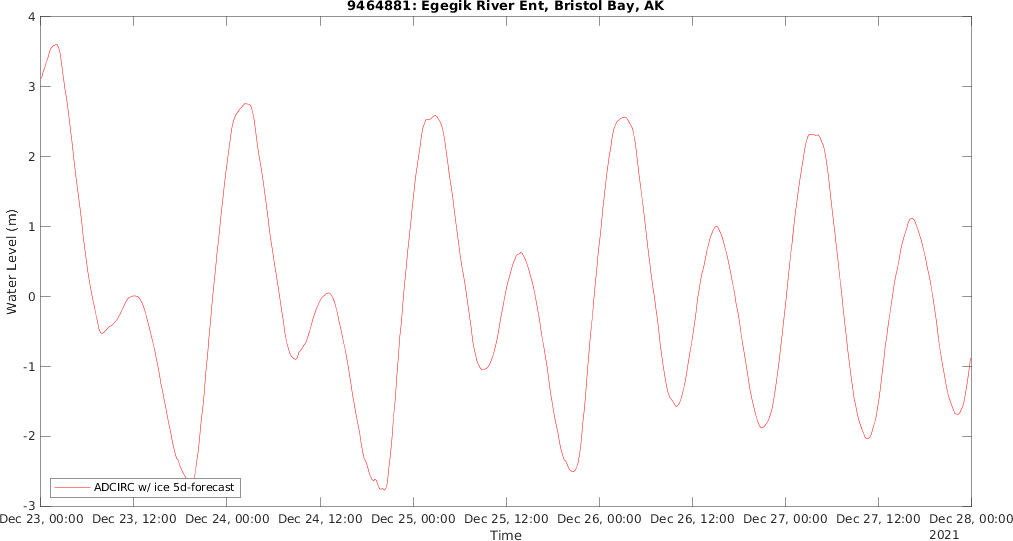 9464881: Egegik River Ent, Bristol Bay, AK
4
3
2
1
0
-1
-2
-3
Water Level (m)
ADCIRC w/ ice 5d-forecast
Dec 23, 00:00 Dec 23, 12:00 Dec 24, 00:00 Dec 24, 12:00 Dec 25, 00:00 Dec 25, 12:00 Dec 26, 00:00 Dec 26, 12:00 Dec 27, 00:00 Dec 27, 12:00 Dec 28, 00:00
Time
2021